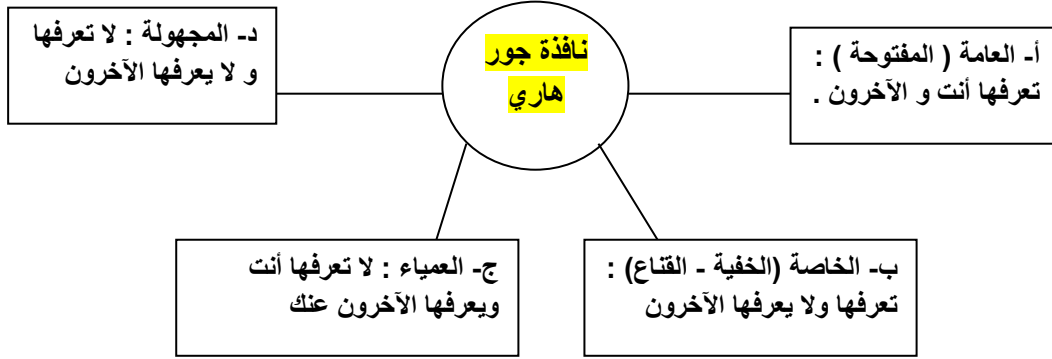 نافذة جور
هاري
أ- العامة ( المفتوحة ) :
تعرفها أنت و الآخرون .
ب- الخاصة (الخفية - القناع) :
تعرفها ولا يعرفها الآخرون
ج- العمياء : لا تعرفها أنت
ويعرفها الآخرون عنك
د- المجهولة : لا تعرفها
و لا يعرفها الآخرون